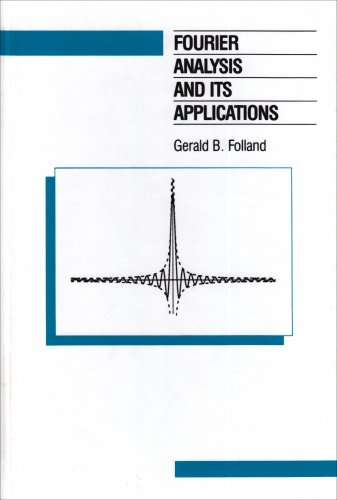 FOURIER
ANALYSIS
AND ITS
APPLICATIONS
Gerald B. Folland